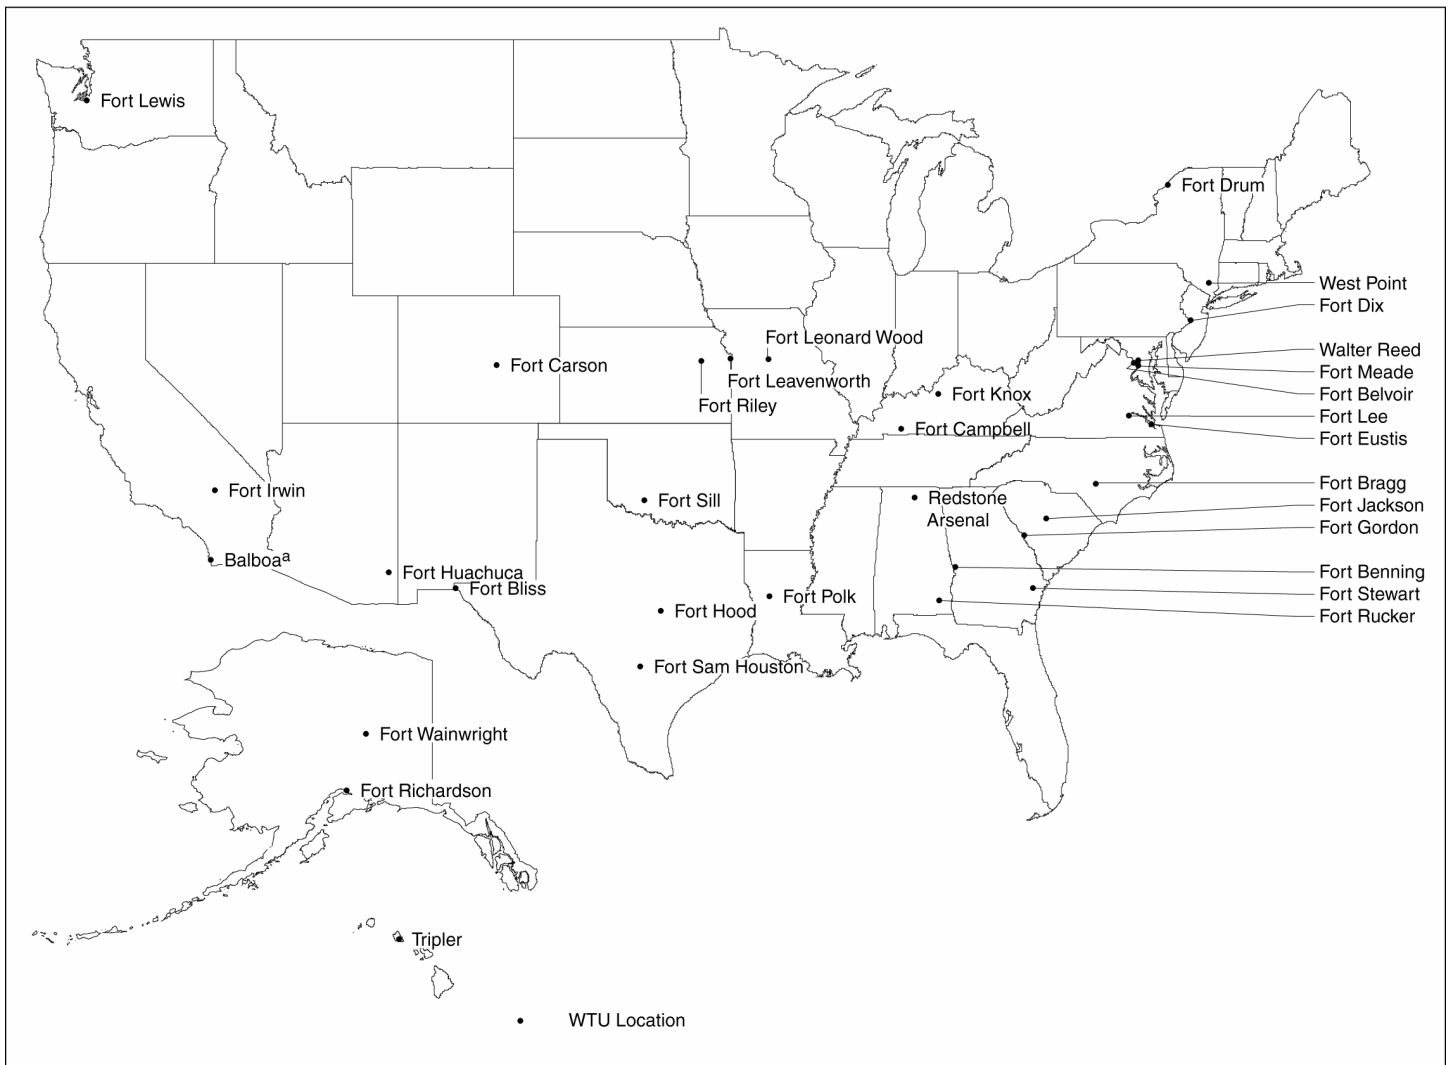 Fort Lewis
Fort Drum
West Point
Fort Dix
Fort Leonard Wood
Walter Reed
Fort Carson
Fort Meade
Fort Leavenworth
Fort Belvoir
Fort Knox
Fort Riley
Fort Lee
Fort Campbell
Fort Eustis
Fort Irwin
Fort Bragg
Fort Sill
Redstone
Arsenal
Fort Jackson
Fort Gordon
Balboaa
Fort Huachuca
Fort Benning
Fort Bliss
Fort Polk
Fort Stewart
Fort Hood
Fort Rucker
Fort Sam Houston
Fort Wainwright
Fort Richardson
Tripler
WTU Location